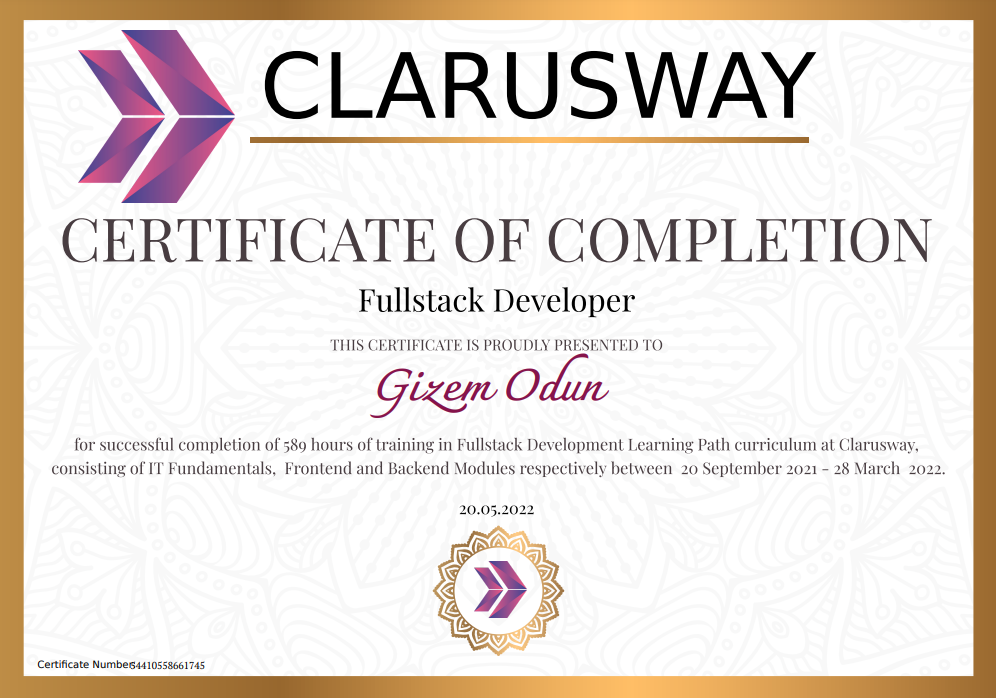 CLARUSWAY
CERTIFICATE OF COMPLETION
Fullstack Developer
THIS CERTIFICATE IS PROUDLY PRESENTED TO
Gizem Odun
for successful completion of 589 hours of training in Fullstack Development Learning Path curriculum at Clarusway,
consisting of IT Fundamentals, Frontend and Backend Modules respectively between 20 September 2021 - 28 March 2022.
20.05.2022
Certificate Number